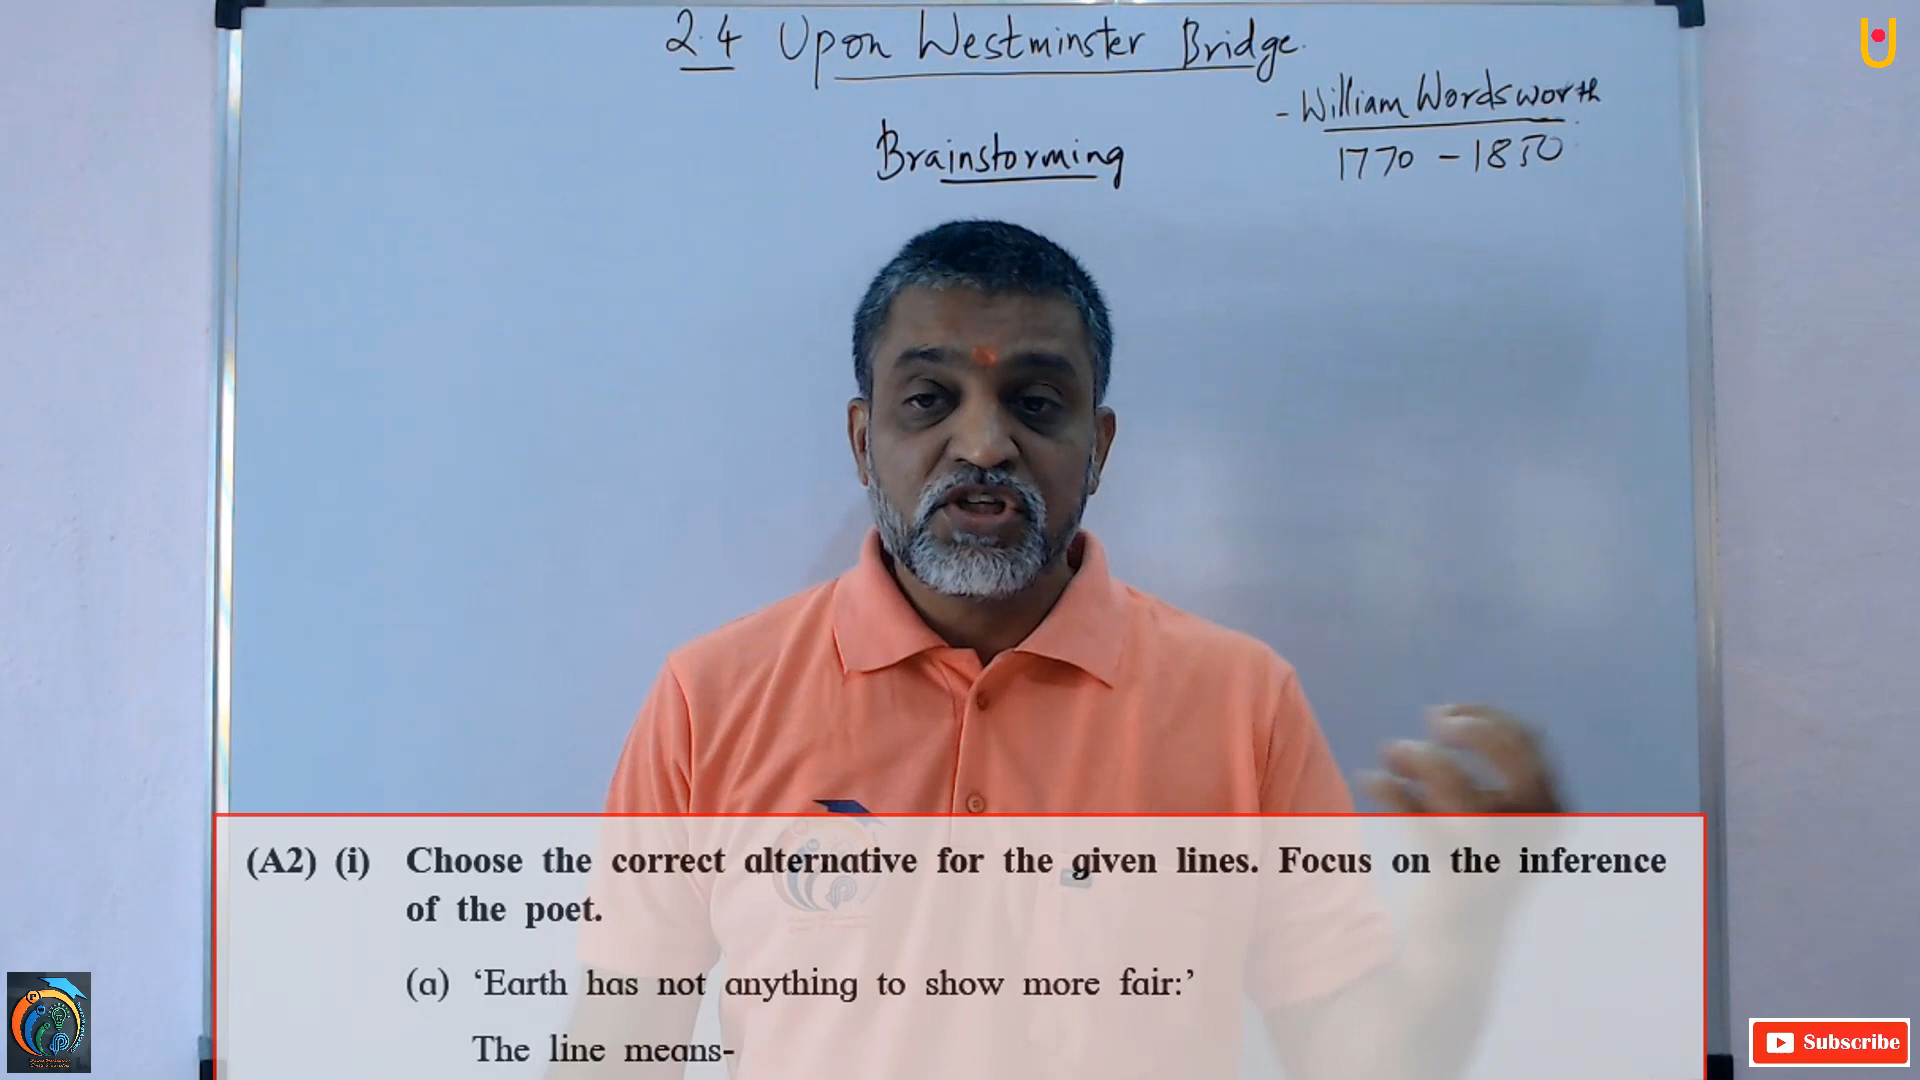 2.4 Upon Westminster Bridge.
- William Wordsworth
1770 - 1850
Brainstorming
(A2) (i) Choose the correct alternative for the given lines. Focus on the inference
of the poet.
(a) ‘Earth has not anything to show more fair:’
The line means-
Subscribe